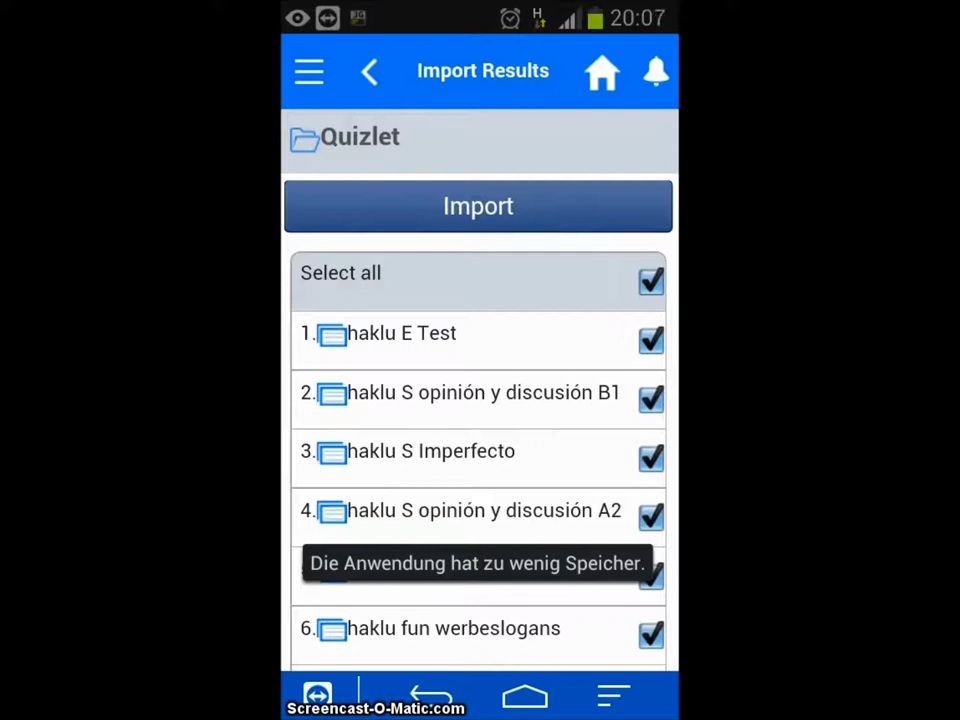 H 20:07
Import Results
Quizlet
Import
Select all
1. haklu E Test
2. haklu S opinión y discusión B1
3. haklu S Imperfecto
4. haklu S opinión y discusión A2
Die Anwendung hat zu wenig Speicher.
6. haklu fun werbeslogans
Screencast-O-Matic.com